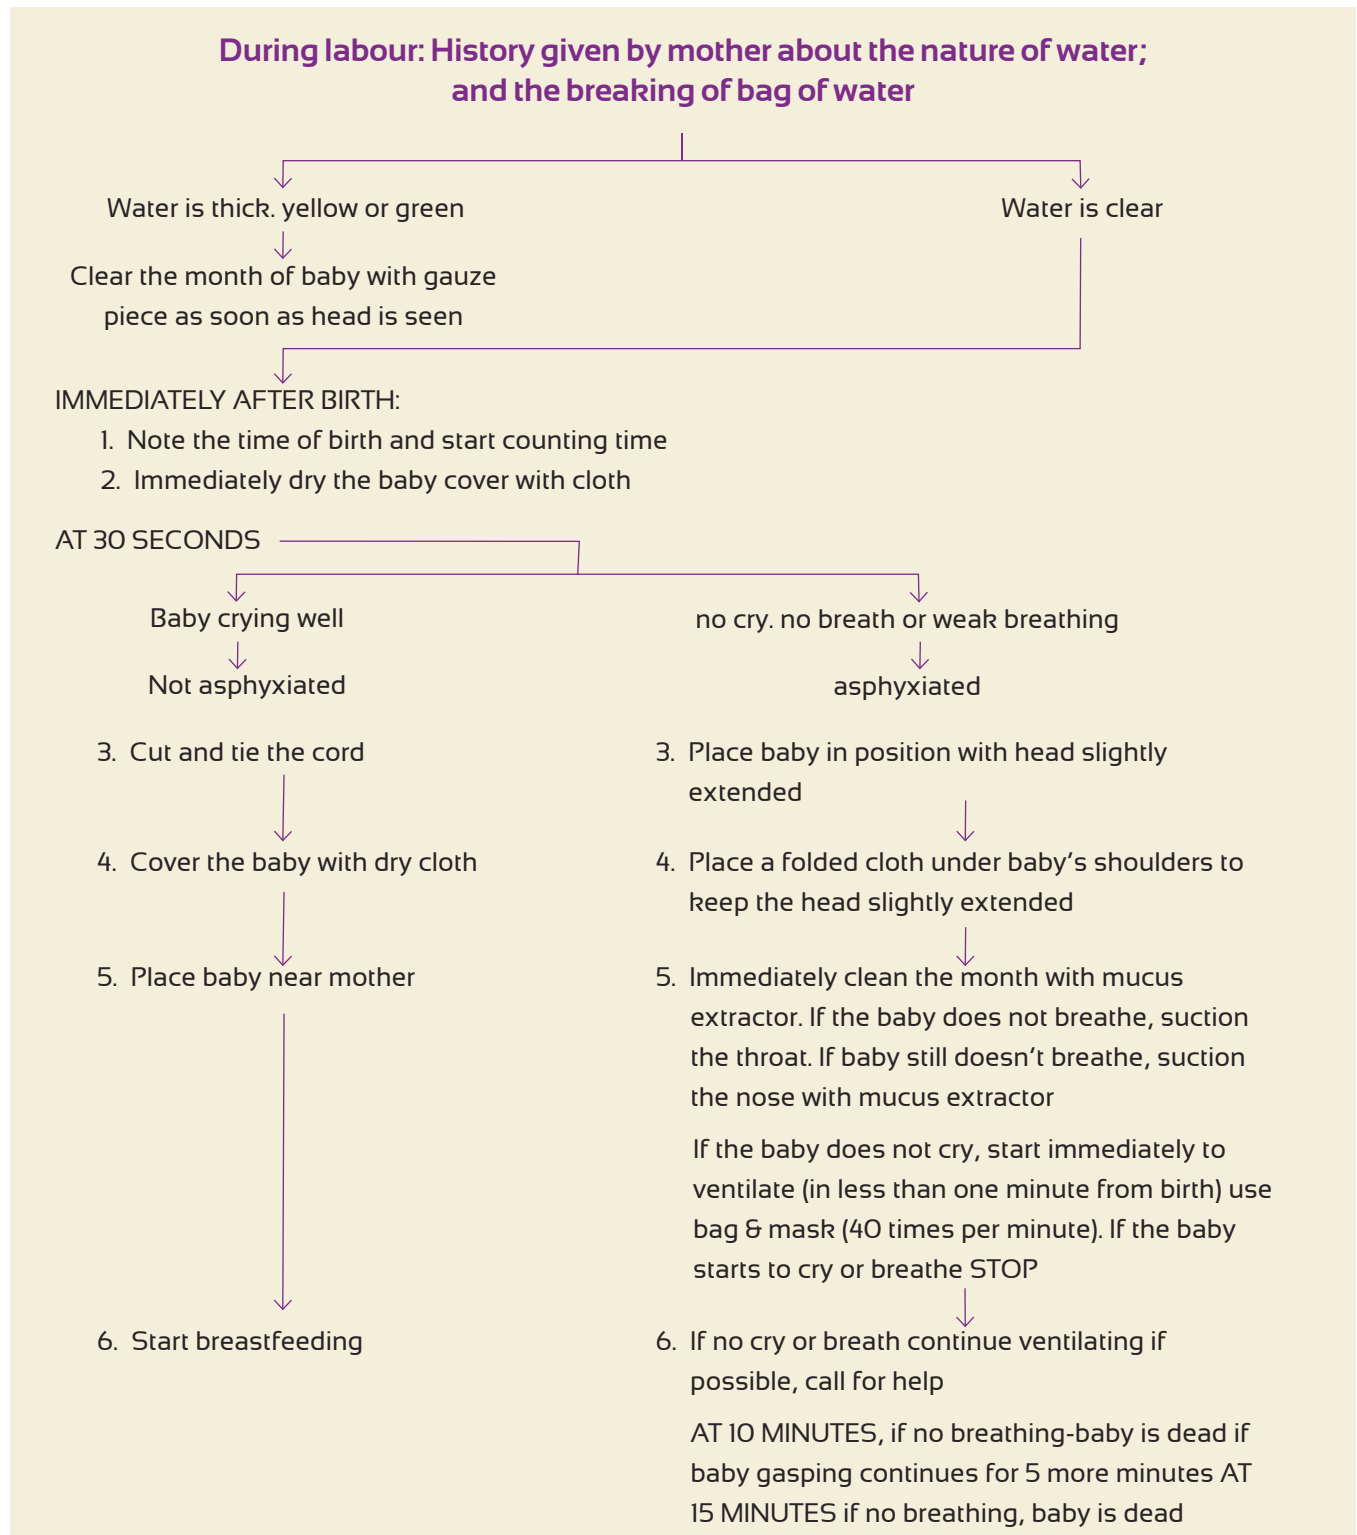 During labour: History given by mother about the nature of water;
and the breaking of bag of water
Water is thick. yellow or green
Water is clear
Clear the month of baby with gauze
piece as soon as head is seen
IMMEDIATELY AFTER BIRTH:
1. Note the time of birth and start counting time
2. Immediately dry the baby cover with cloth
AT 30 SECONDS
Baby crying well
no cry. no breath or weak breathing
Not asphyxiated
asphyxiated
3. Cut and tie the cord
4. Cover the baby with dry cloth
5. Place baby near mother
6. Start breastfeeding
3. Place baby in position with head slightly
extended
4. Place a folded cloth under baby's shoulders to
keep the head slightly extended
5. Immediately clean the month with mucus
extractor. If the baby does not breathe, suction
the throat. If baby still doesn't breathe, suction
the nose with mucus extractor
If the baby does not cry, start immediately to
ventilate (in less than one minute from birth) use
bag & mask (40 times per minute). If the baby
starts to cry or breathe STOP
6. If no cry or breath continue ventilating if
possible, call for help
AT 10 MINUTES, if no breathing-baby is dead if
baby gasping continues for 5 more minutes AT
15 MINUTES if no breathing, baby is dead